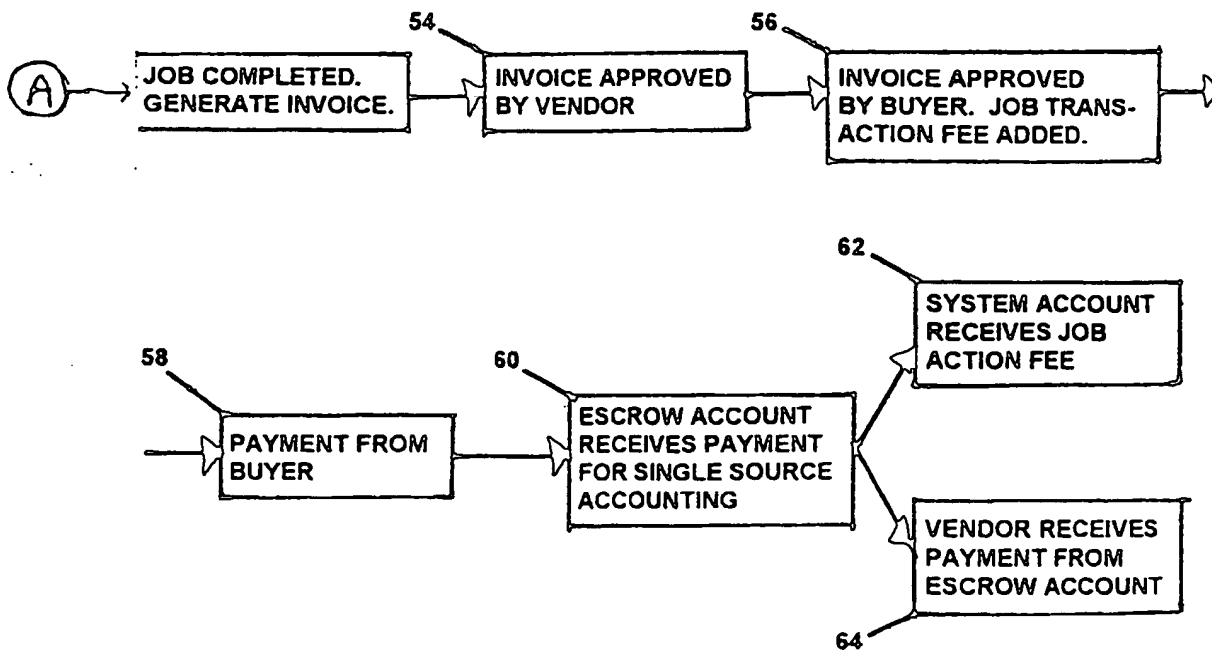 54
56
A
JOB COMPLETED.
GENERATE INVOICE.
INVOICE APPROVED
BY VENDOR
INVOICE APPROVED
BY BUYER. JOB TRANS-
ACTION FEE ADDED.
62
SYSTEM ACCOUNT
RECEIVES JOB
ACTION FEE
58
PAYMENT FROM
BUYER
60
ESCROW ACCOUNT
RECEIVES PAYMENT
FOR SINGLE SOURCE
ACCOUNTING
VENDOR RECEIVES
PAYMENT FROM
ESCROW ACCOUNT
64